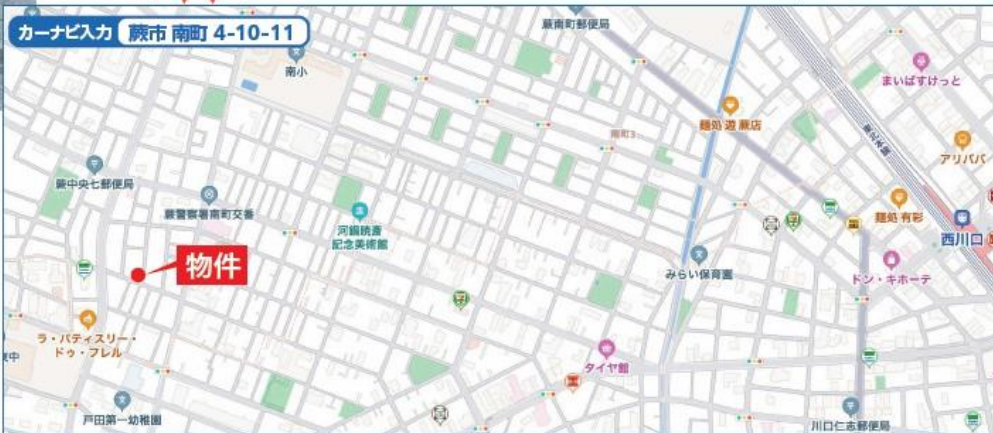 カーナビ入力 蕨市 南町 4-10-11
蕨南町郵便局
南小
まいばすけっと
麺処 遊 蕨店
南町3
東北本線
アリババ
蕨中央七郵便局
蕨警察署南町交番
河鍋暁斎
記念美術館
麺処 有彩
西川口
物件
みらい保育園
ドン・キホーテ
ラ・パティスリー・
ドゥ・フレル
タイヤ館
戸田第一幼稚園
川口仁志郵便局